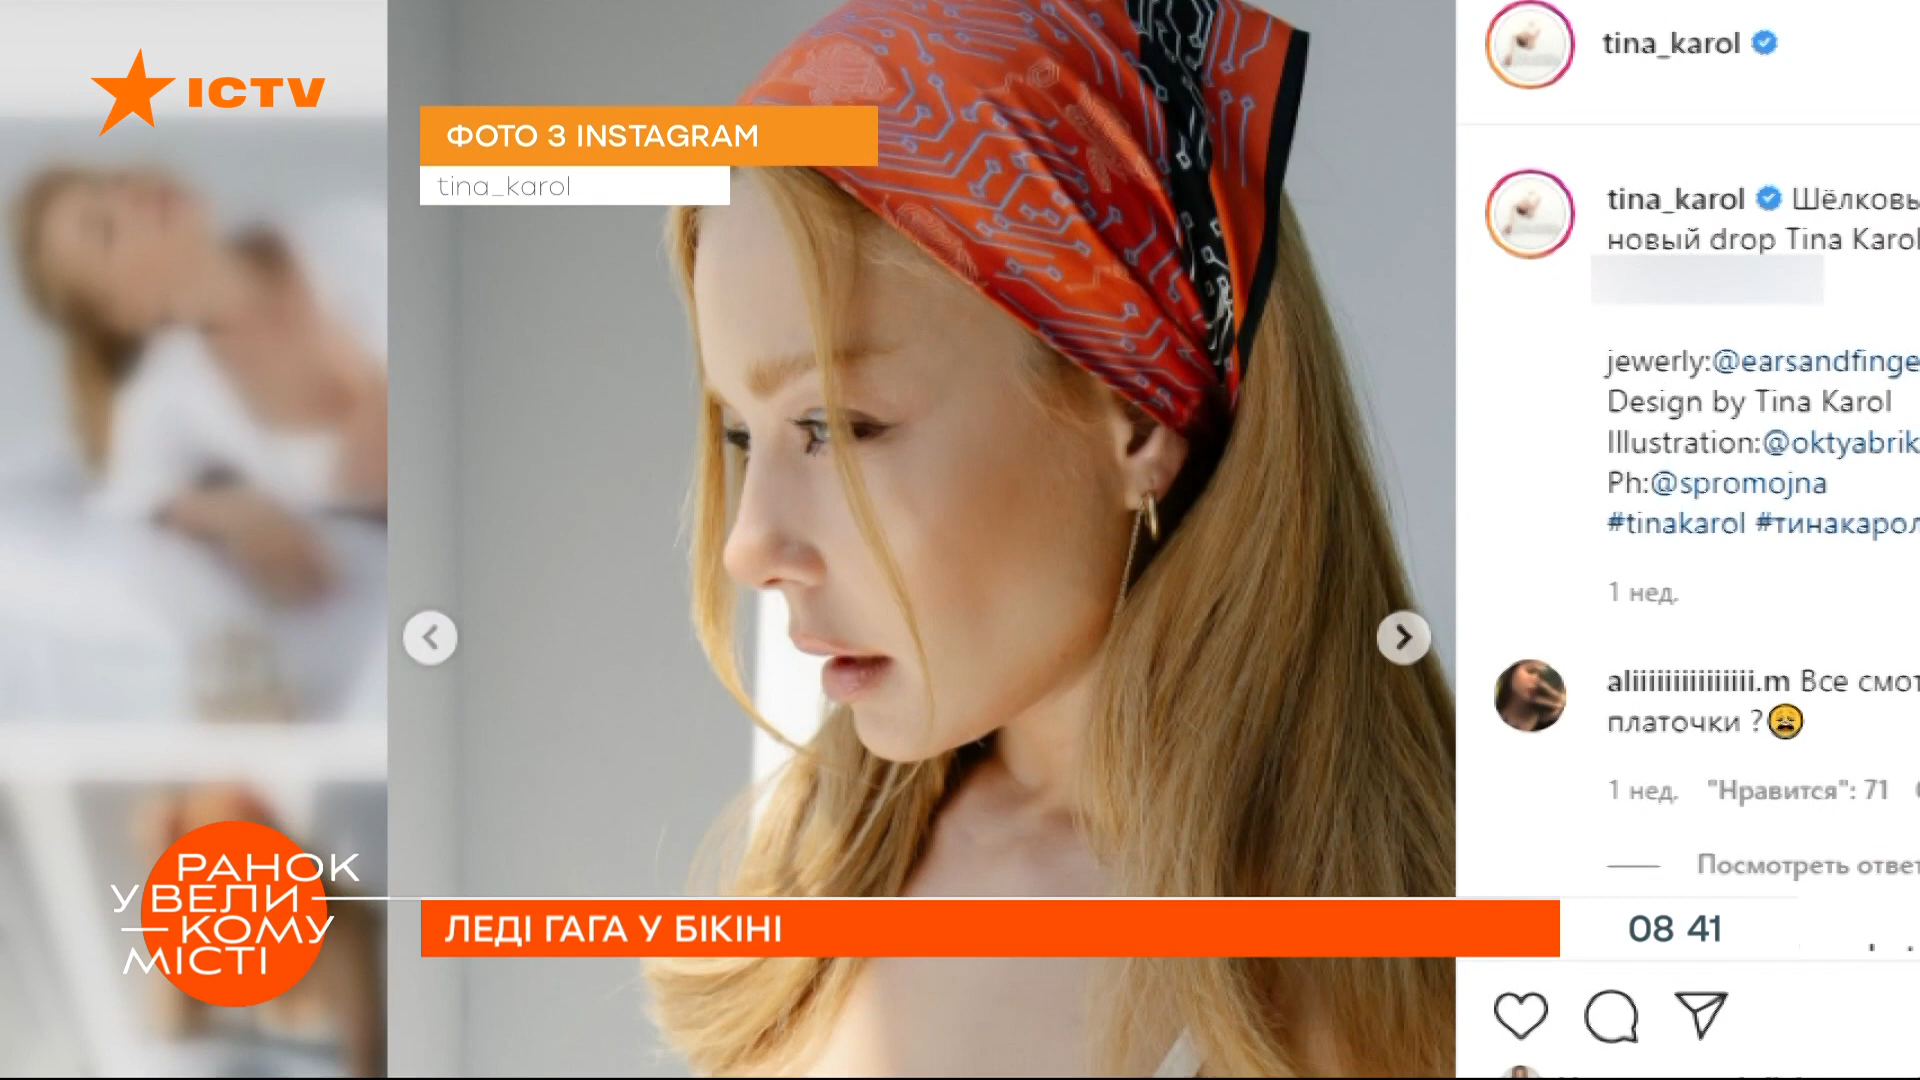 ICTV
ФОТО З INSTAGRAM
tina_karol
tina_karol
tina_karol Шёлковы
новый drop Tina Karol
jewerly:@earsandfinge
Design by Tina Karol
Illustration:@oktyabrik
Ph:@spromojna
#tinakarol #тинакарол
1 нед.
Все смот
платочки ?😩
1 нед. "Нравится": 71
Посмотреть ответ
РАНОК
У ВЕЛИ
—КОМУ
МІСТІ
ЛЕДІ ГАГА У БІКІНІ
08 41